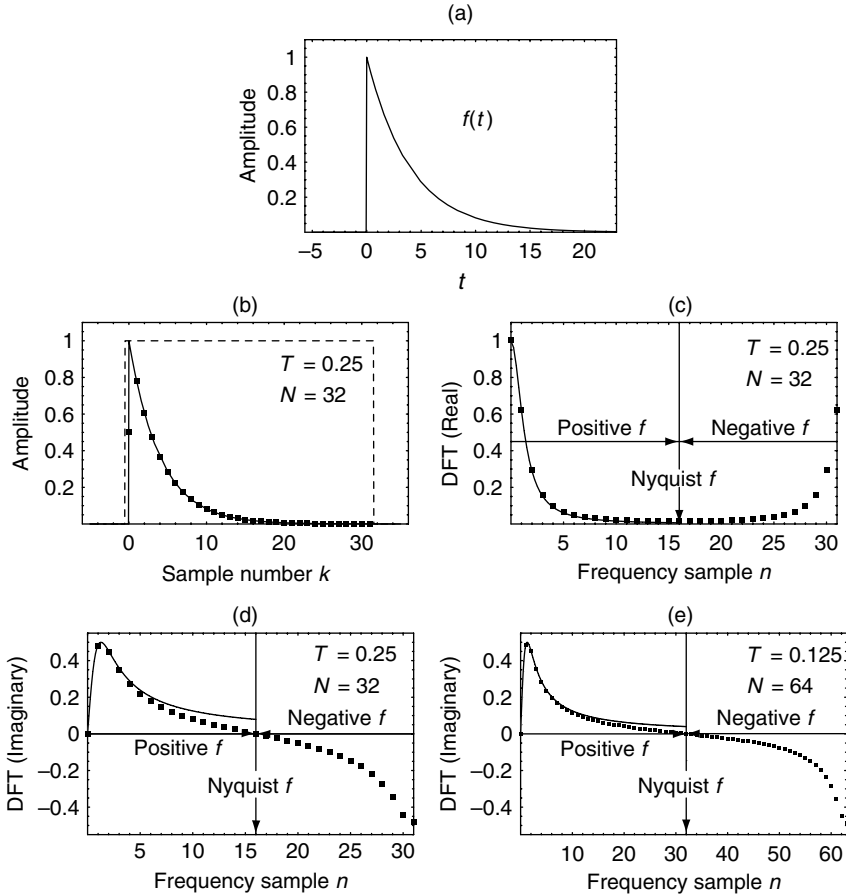 (a)
Amplitude
1
0.8
0.6
0.4
0.2
f(t)
−5 0 5 10 15 20
t
(b)
Amplitude
1
0.8
0.6
0.4
0.2
T = 0.25
N = 32
0 10 20 30
Sample number k
(c)
DFT (Real)
1
0.8
0.6
0.4
0.2
T = 0.25
N = 32
Positive f
Negative f
Nyquist f
5 10 15 20 25 30
Frequency sample n
(d)
DFT (Imaginary)
0.4
0.2
0
−0.2
−0.4
T = 0.25
N = 32
Negative f
Positive f
Nyquist f
5 10 15 20 25 30
Frequency sample n
(e)
DFT (Imaginary)
0.4
0.2
0
−0.2
−0.4
T = 0.125
N = 64
Negative f
Positive f
Nyquist f
10 20 30 40 50 60
Frequency sample n